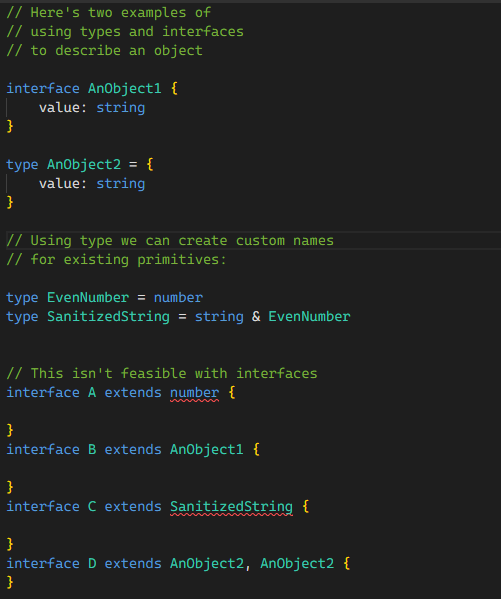 // Here's two examples of
// using types and interfaces
// to describe an object
interface AnObject1 {
value: string
}
type AnObject2 = {
value: string
}
// Using type we can create custom names
// for existing primitives:
type EvenNumber = number
type SanitizedString = string & EvenNumber
// This isn't feasible with interfaces
interface A extends number {
}
interface B extends AnObject1 {
}
interface C extends SanitizedString {
}
interface D extends AnObject2, AnObject2 {
}